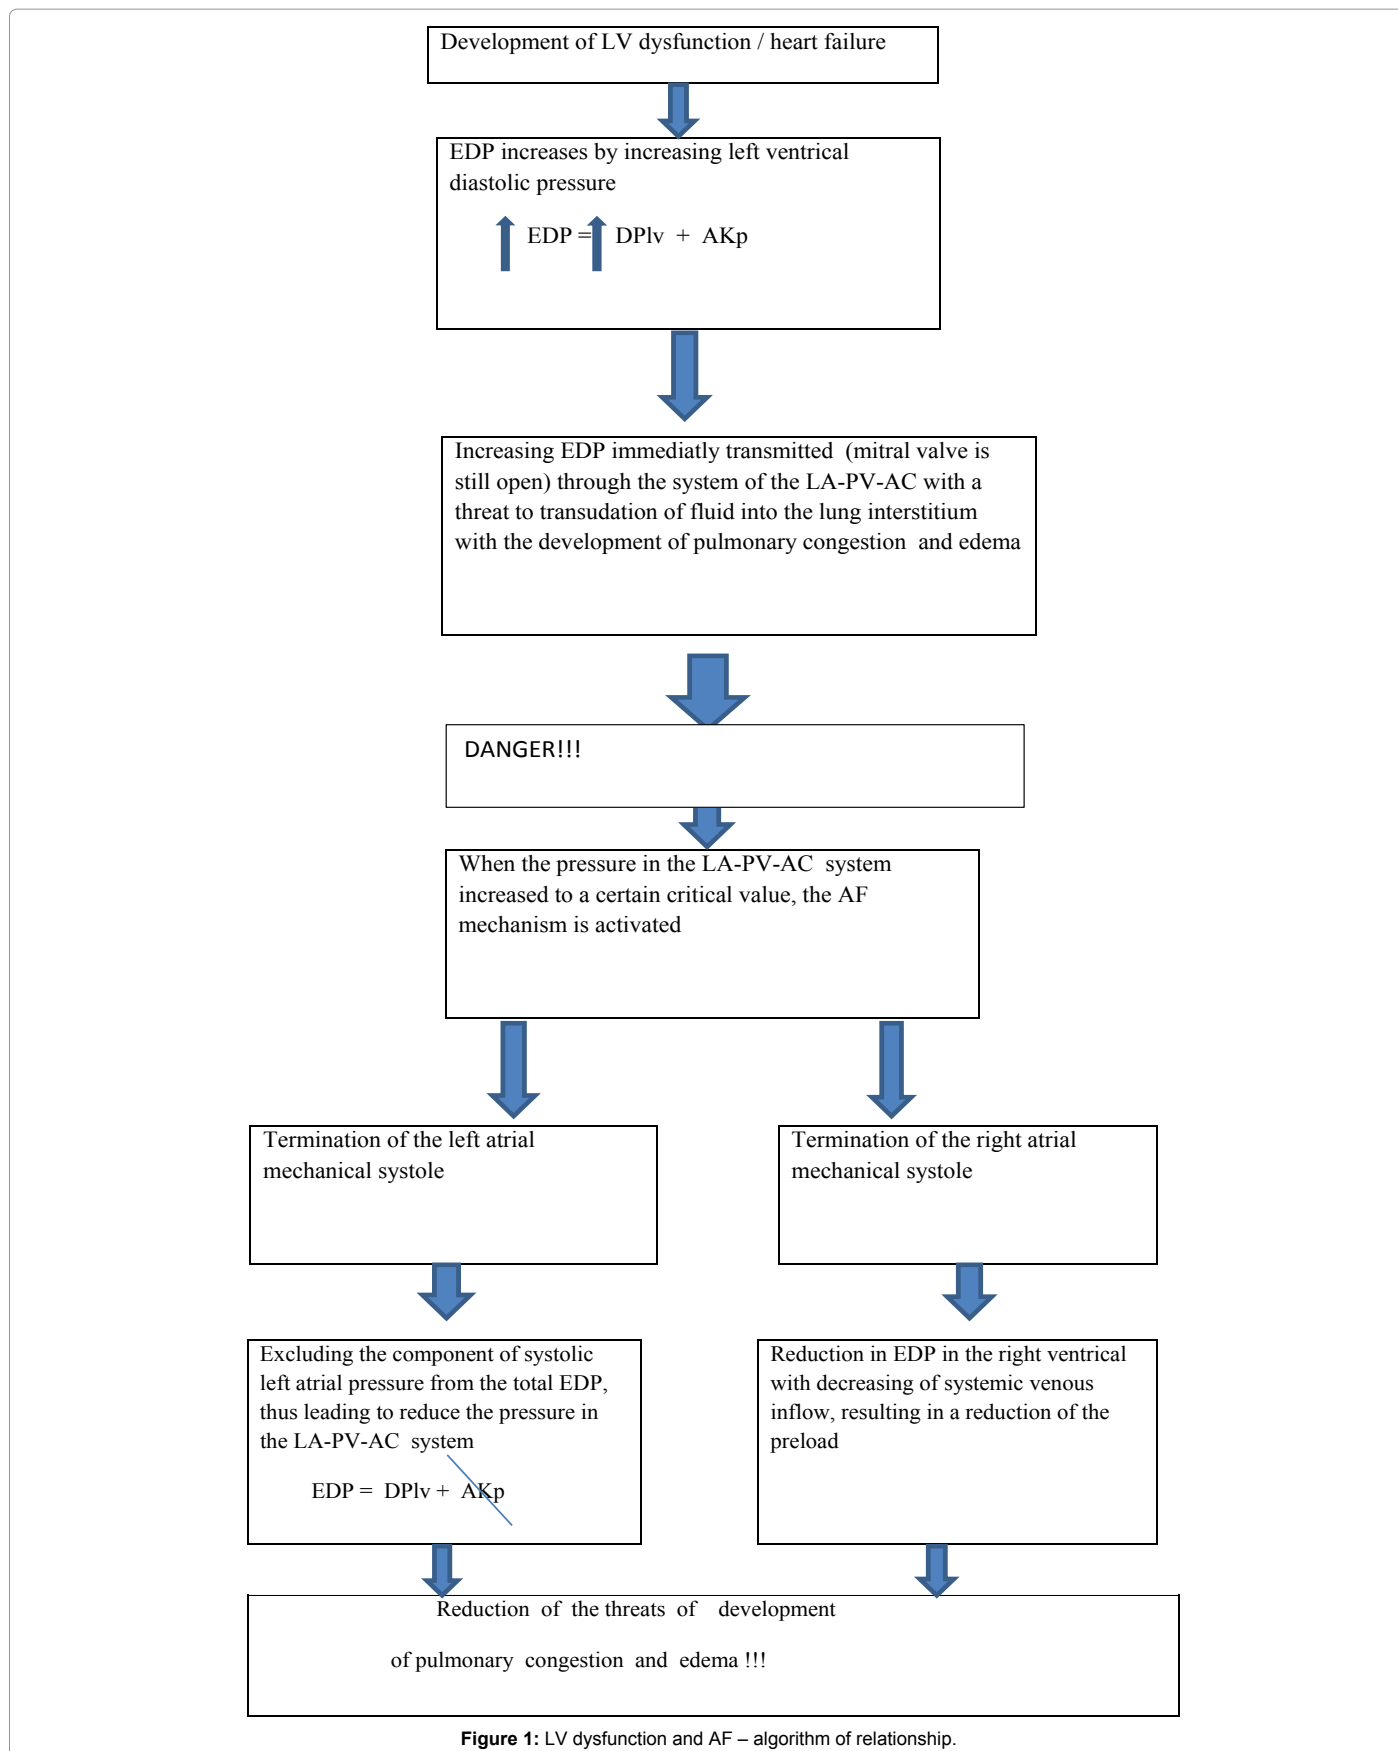 Development of LV dysfunction / heart failure
EDP increases by increasing left ventrical
diastolic pressure
EDP = DPlv + AKp
Increasing EDP immediatly transmitted (mitral valve is
still open) through the system of the LA-PV-AC with a
threat to transudation of fluid into the lung interstitium
with the development of pulmonary congestion and edema
DANGER!!!
When the pressure in the LA-PV-AC system
increased to a certain critical value, the AF
mechanism is activated
Termination of the left atrial
mechanical systole
Termination of the right atrial
mechanical systole
Excluding the component of systolic
left atrial pressure from the total EDP,
thus leading to reduce the pressure in
the LA-PV-AC system
EDP = DPlv + AKp
Reduction in EDP in the right ventrical
with decreasing of systemic venous
inflow, resulting in a reduction of the
preload
Reduction of the threats of development
of pulmonary congestion and edema !!!
Figure 1: LV dysfunction and AF – algorithm of relationship.